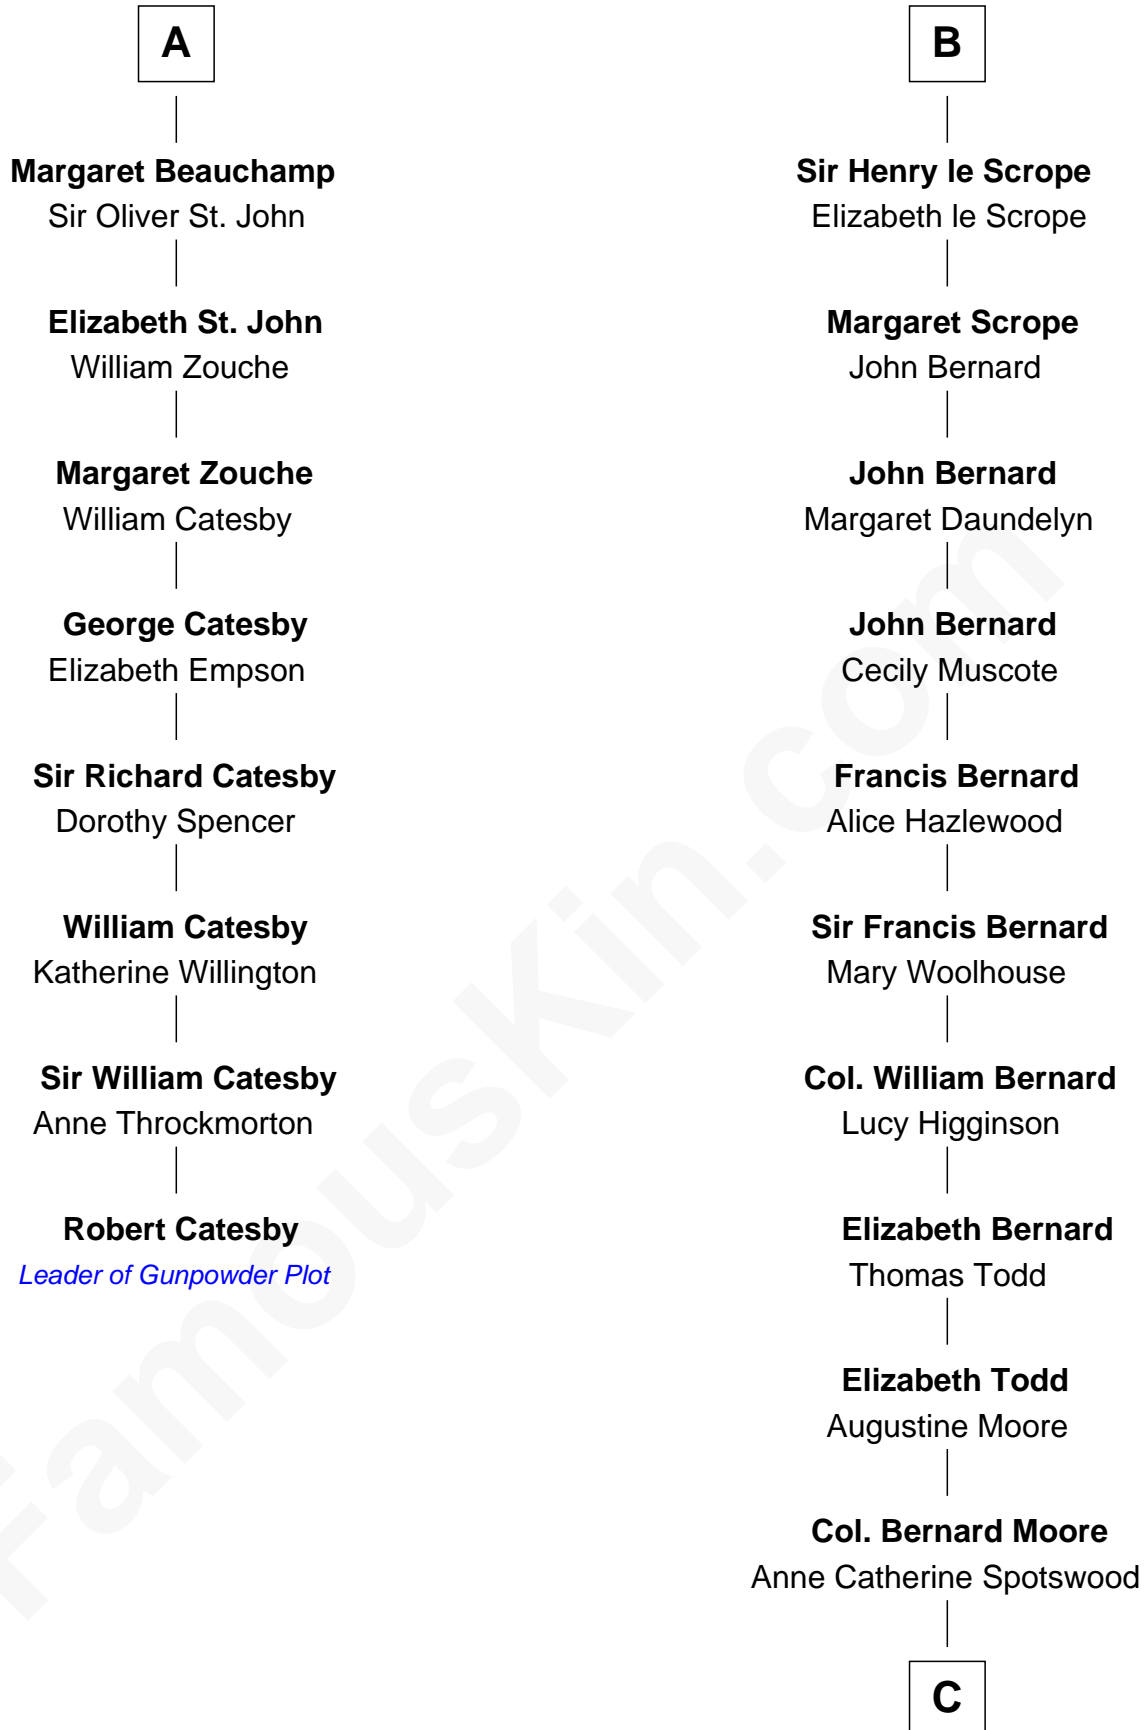 A
Margaret Beauchamp
Sir Oliver St. John
Elizabeth St. John
William Zouche
Margaret Zouche
William Catesby
George Catesby
Elizabeth Empson
Sir Richard Catesby
Dorothy Spencer
William Catesby
Katherine Willington
Sir William Catesby
Anne Throckmorton
Robert Catesby
Leader of Gunpowder Plot
B
Sir Henry le Scrope
Elizabeth le Scrope
Margaret Scrope
John Bernard
John Bernard
Margaret Daundelyn
John Bernard
Cecily Muscote
Francis Bernard
Alice Hazlewood
Sir Francis Bernard
Mary Woolhouse
Col. William Bernard
Lucy Higginson
Elizabeth Bernard
Thomas Todd
Elizabeth Todd
Augustine Moore
Col. Bernard Moore
Anne Catherine Spotswood
C
FamousKin.com